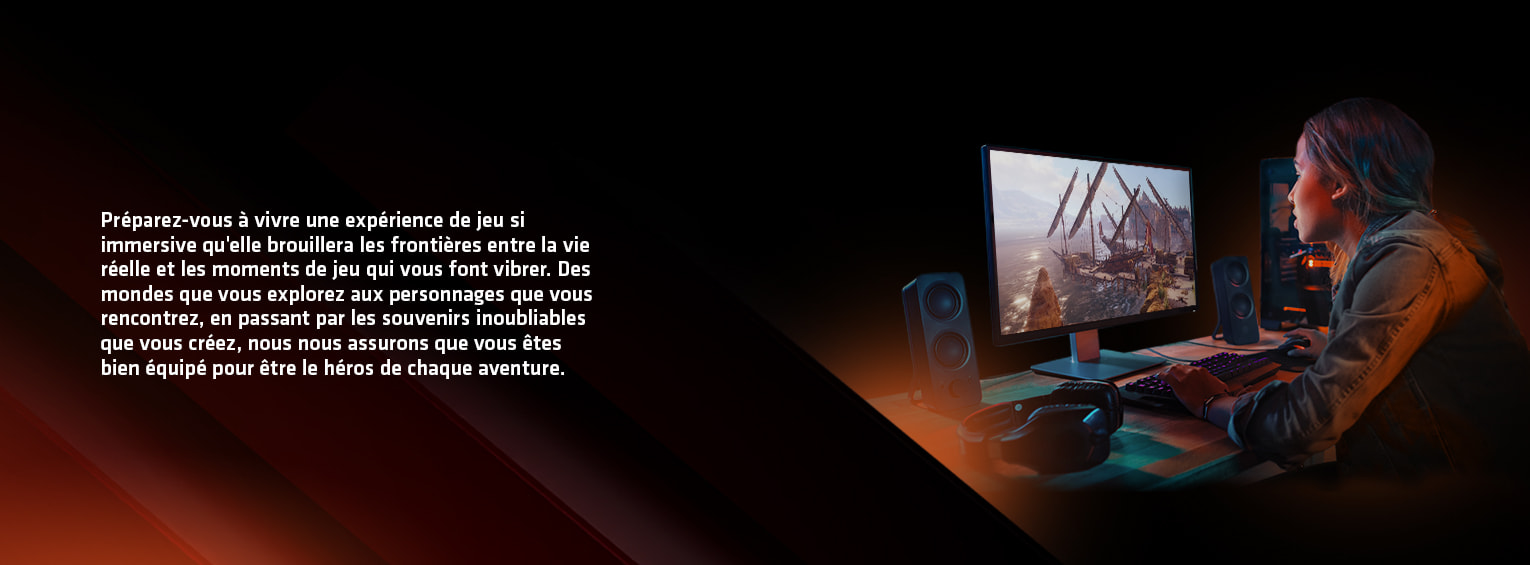 Préparez-vous à vivre une expérience de jeu si
immersive qu'elle brouillera les frontières entre la vie
réelle et les moments de jeu qui vous font vibrer. Des
mondes que vous explorez aux personnages que vous
rencontrez, en passant par les souvenirs inoubliables
que vous créez, nous nous assurons que vous êtes
bien équipé pour être le héros de chaque aventure.